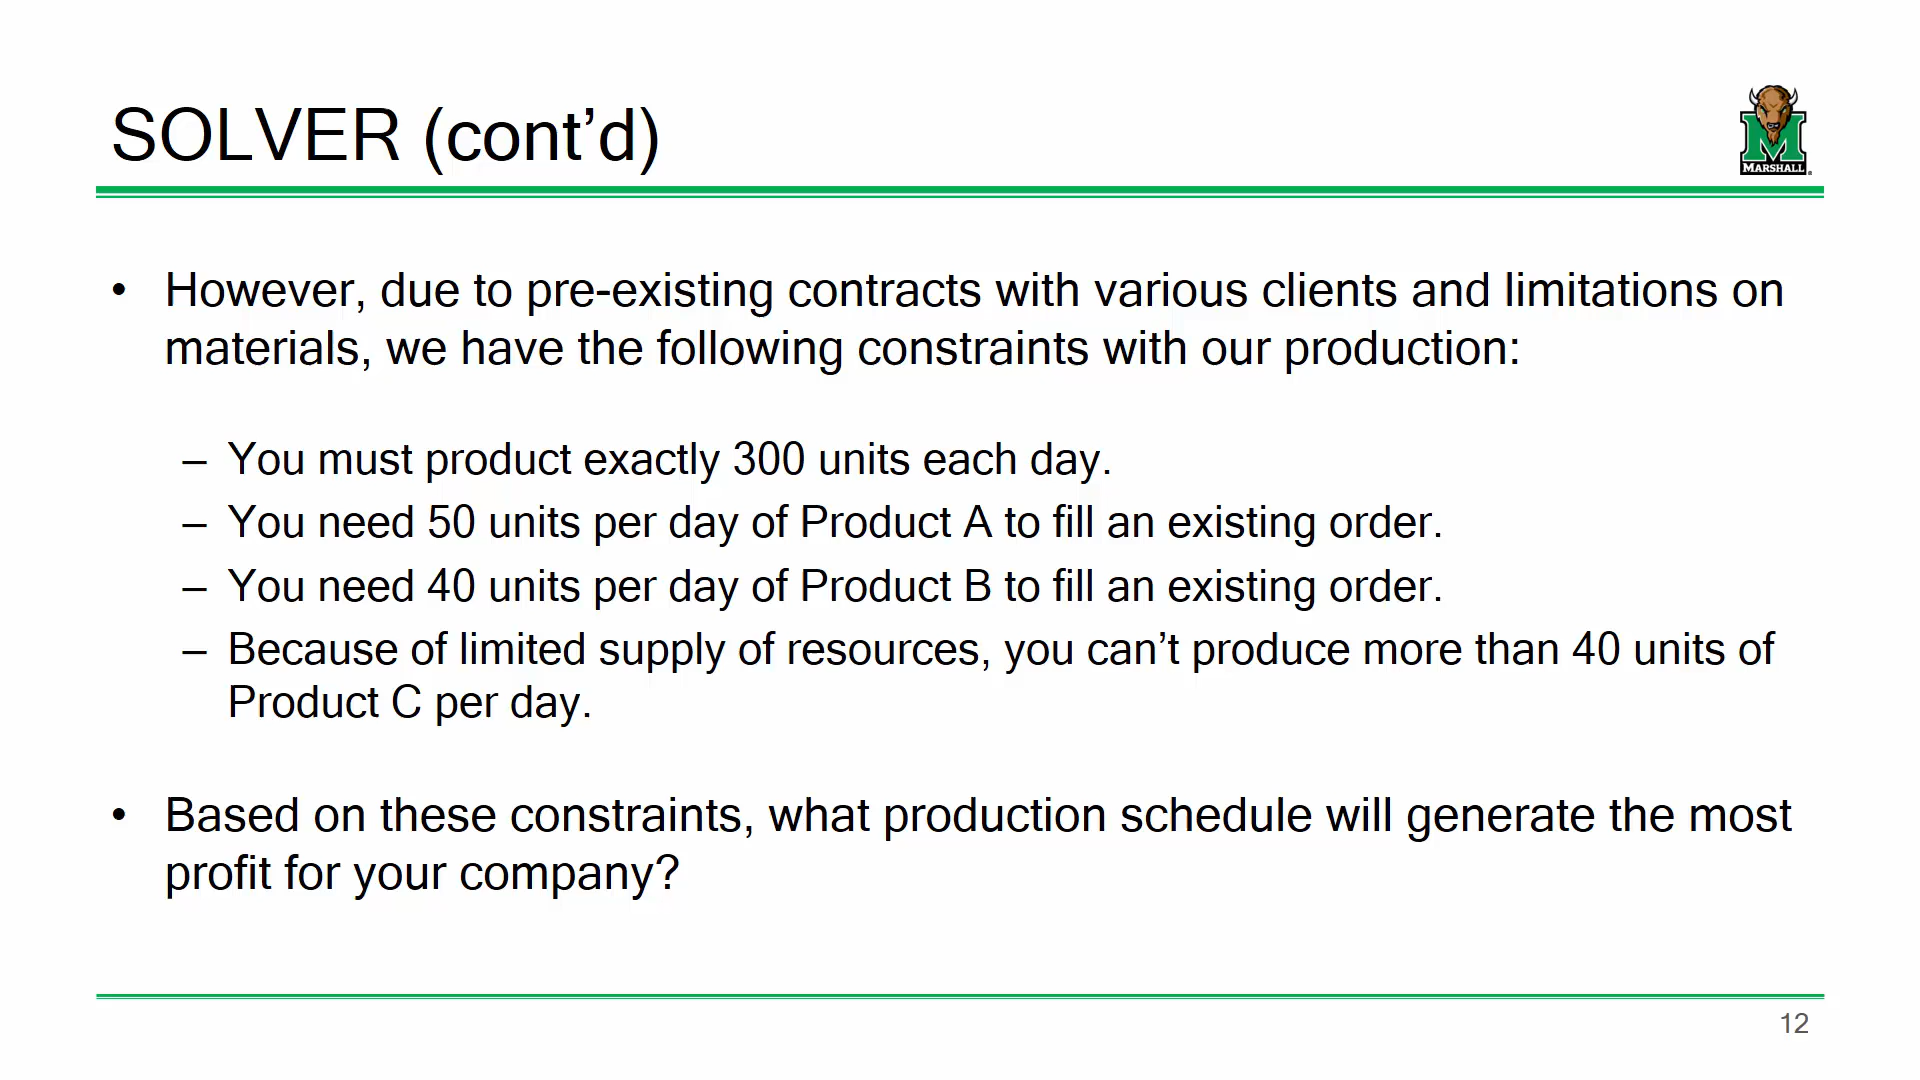 SOLVER (cont’d)
MARSHALL
• However, due to pre-existing contracts with various clients and limitations on
materials, we have the following constraints with our production:
– You must product exactly 300 units each day.
– You need 50 units per day of Product A to fill an existing order.
– You need 40 units per day of Product B to fill an existing order.
– Because of limited supply of resources, you can’t produce more than 40 units of
Product C per day.
• Based on these constraints, what production schedule will generate the most
profit for your company?
12